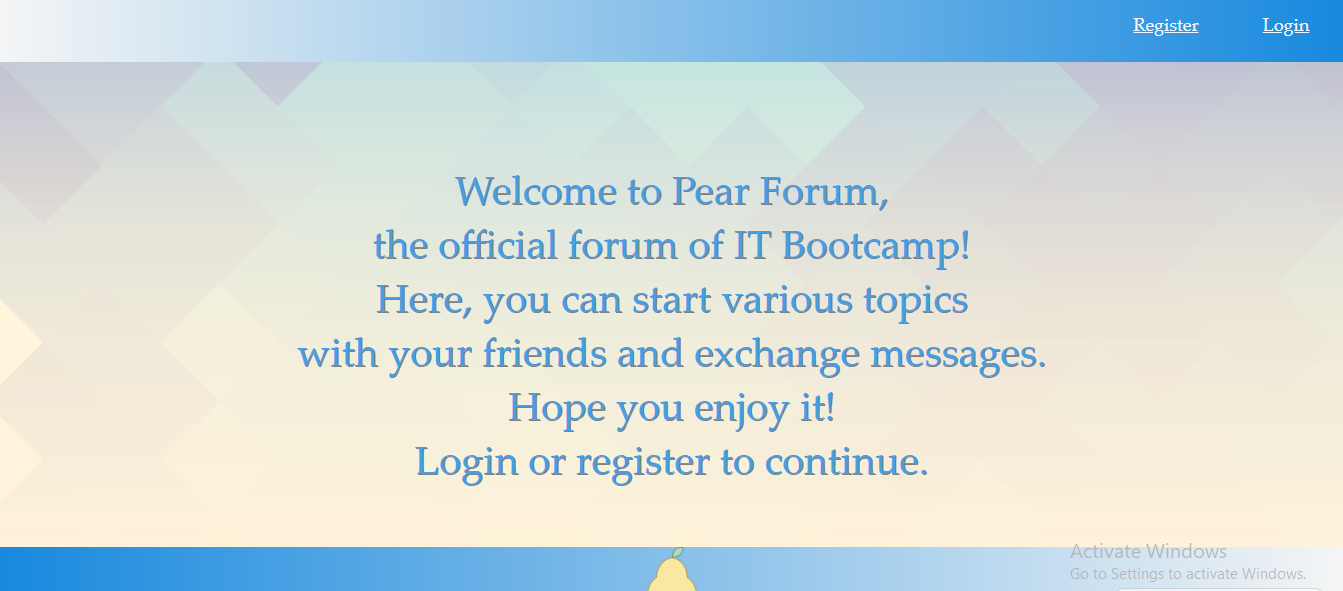 Register Login
Welcome to Pear Forum,
the official forum of IT Bootcamp!
Here, you can start various topics
with your friends and exchange messages.
Hope you enjoy it!
Login or register to continue.
Activate Windows
Go to Settings to activate Windows.